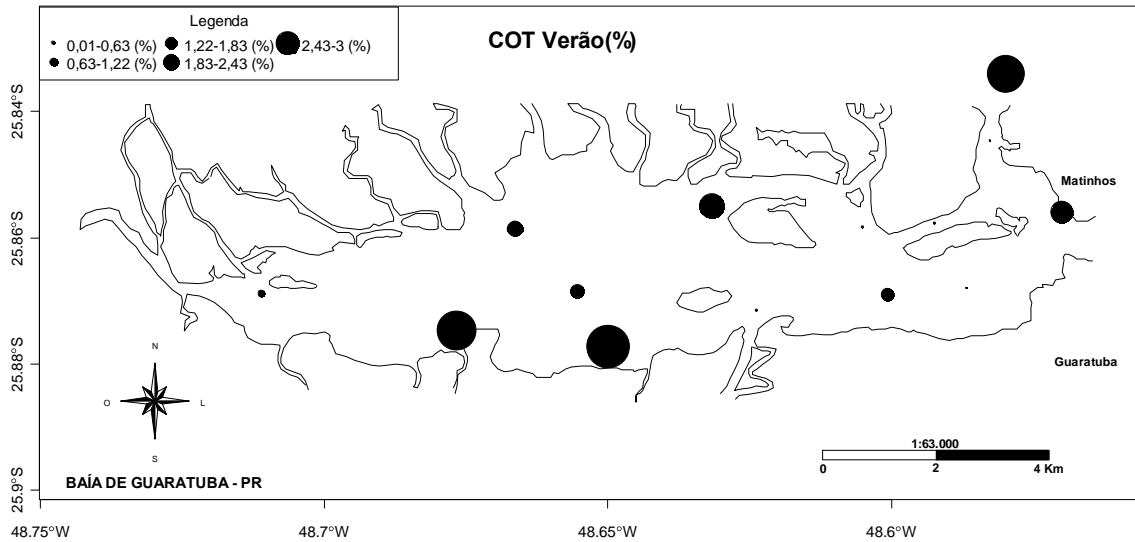 Legenda
0,01-0,63 (%) 1,22-1,83 (%) 2,43-3 (%)
0,63-1,22 (%) 1,83-2,43 (%)
COT Verão(%)
25.84°S
Matinhos
25.86°S
25.88°S
Guaratuba
N
O L
S
1:63.000
0 2 4 Km
BAÍA DE GUARATUBA - PR
25.9°S
48.75°W 48.7°W 48.65°W 48.6°W